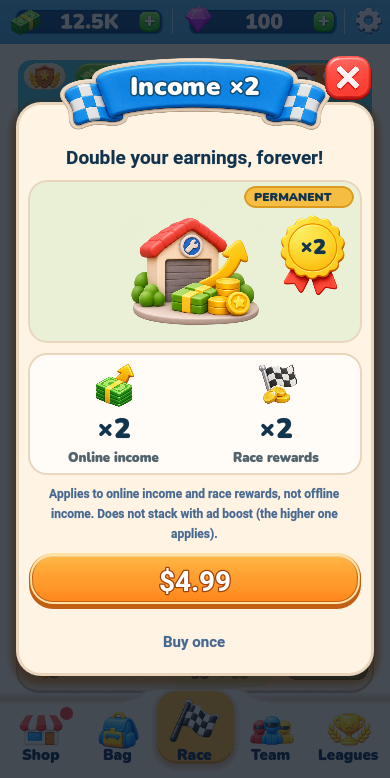 12.5K
100
Income ×2
Double your earnings, forever!
PERMANENT
×2
×2
Online income
×2
Race rewards
Applies to online income and race rewards, not offline
income. Does not stack with ad boost (the higher one
applies).
$4.99
Buy once
Shop
Bag
Race
Team
Leagues